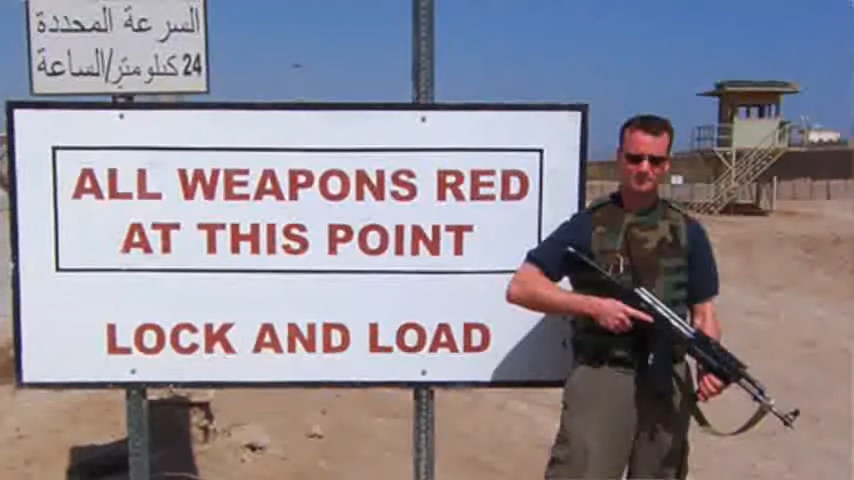 السرعة المحددة
24 كيلومتر/الساعة
ALL WEAPONS RED
AT THIS POINT
LOCK AND LOAD